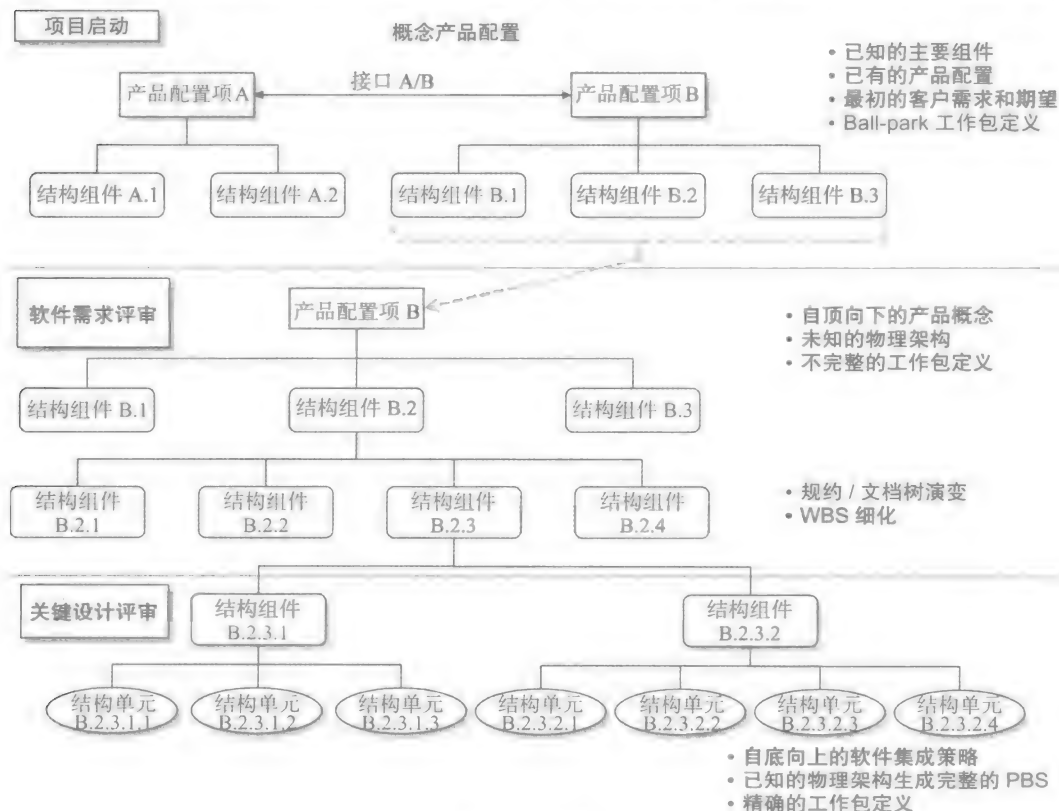 项目启动
概念产品配置
产品配置项A
接口 A/B
产品配置项 B
• 已知的主要组件
• 已有的产品配置
• 最初的客户需求和期望
• Ball-park 工作包定义
结构组件 A.1
结构组件 A.2
结构组件 B.1
结构组件 B.2
结构组件 B.3
软件需求评审
产品配置项 B
• 自顶向下的产品概念
• 未知的物理架构
• 不完整的工作包定义
结构组件 B.1
结构组件 B.2
结构组件 B.3
结构组件
B.2.1
结构组件
B.2.2
结构组件
B.2.3
结构组件
B.2.4
• 规约 / 文档树演变
• WBS 细化
关键设计评审
结构组件
B.2.3.1
结构组件
B.2.3.2
结构单元
B.2.3.1.1
结构单元
B.2.3.1.2
结构单元
B.2.3.1.3
结构单元
B.2.3.2.1
结构单元
B.2.3.2.2
结构单元
B.2.3.2.3
结构单元
B.2.3.2.4
• 自底向上的软件集成策略
• 已知的物理架构生成完整的 PBS
• 精确的工作包定义